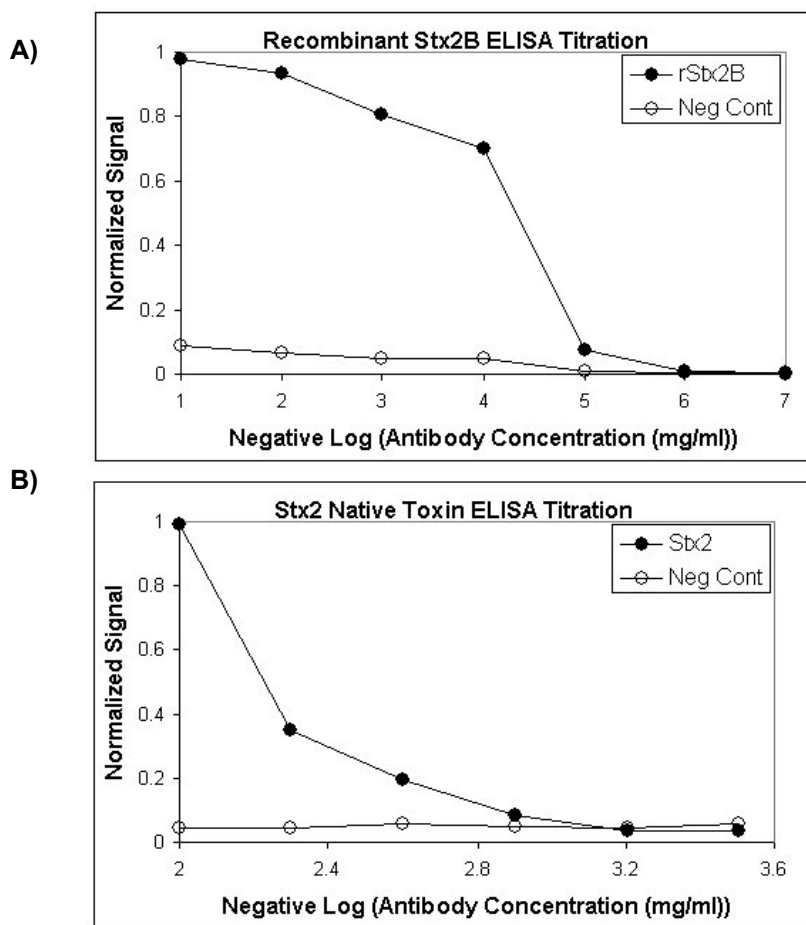 A)
Recombinant Stx2B ELISA Titration
rStx2B
Neg Cont
Normalized Signal
1
0.8
0.6
0.4
0.2
0
1 2 3 4 5 6 7
Negative Log (Antibody Concentration (mg/ml))
B)
Stx2 Native Toxin ELISA Titration
Stx2
Neg Cont
Normalized Signal
1
0.8
0.6
0.4
0.2
0
2 2.4 2.8 3.2 3.6
Negative Log (Antibody Concentration (mg/ml))